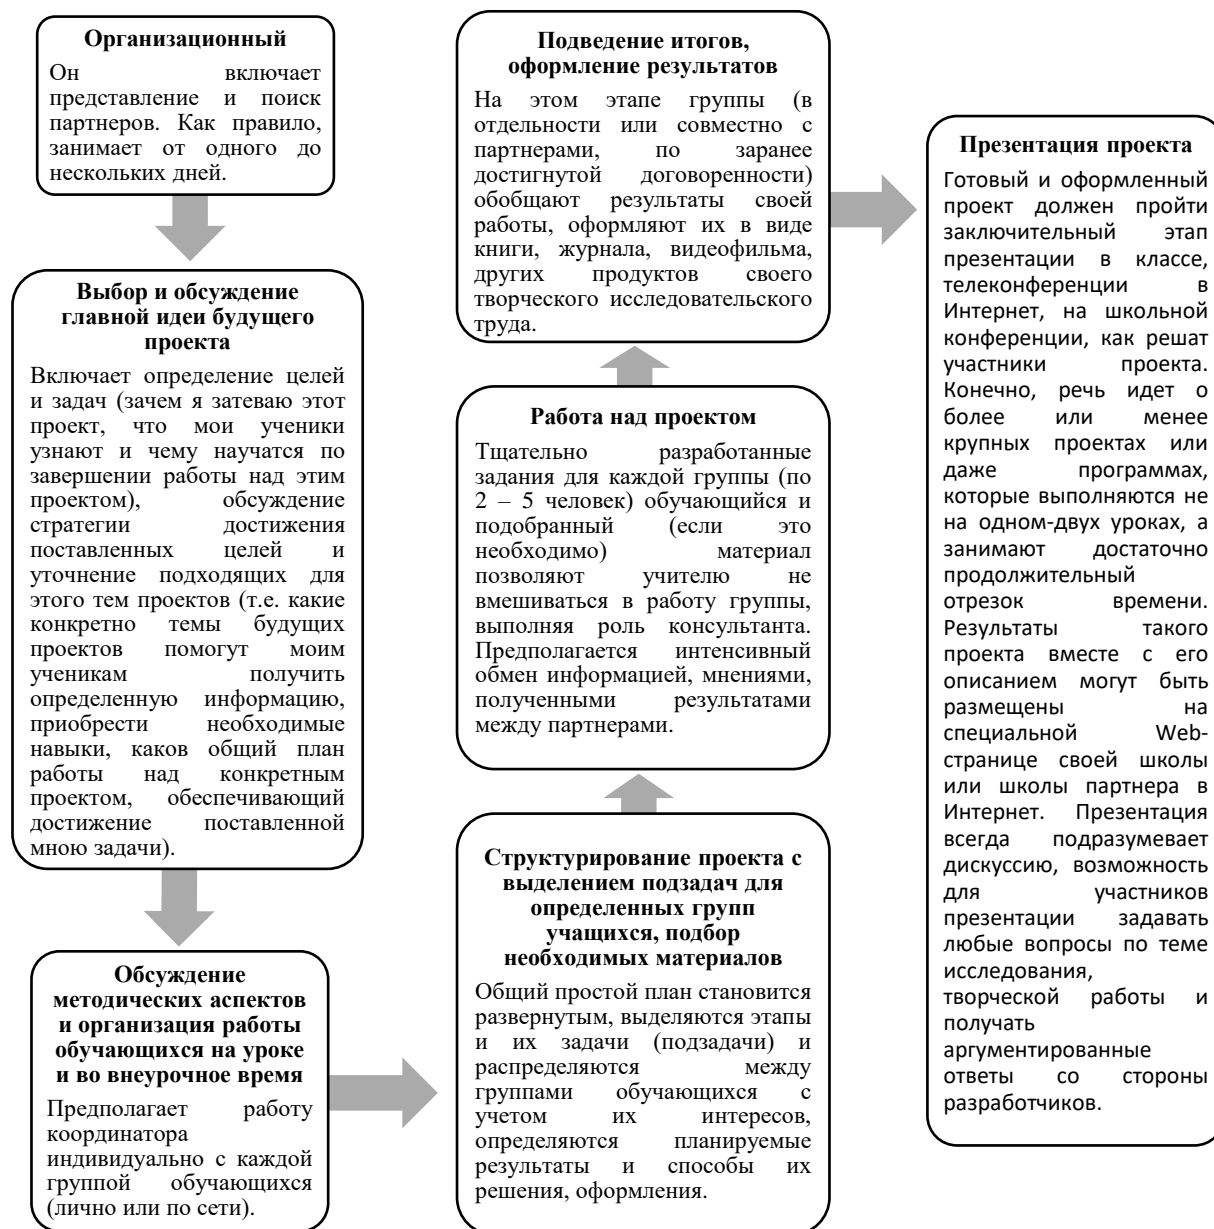 Организационный
Он включает
представление и поиск
партнеров. Как правило,
занимает от одного до
нескольких дней.
Выбор и обсуждение
главной идеи будущего
проекта
Включает определение целей
и задач (зачем я затеваю этот
проект, что мои ученики
узнают и чему научатся по
завершении работы над этим
проектом), обсуждение
стратегии достижения
поставленных целей и
уточнение подходящих для
этого тем проектов (т.е. какие
конкретно темы будущих
проектов помогут моим
ученикам получить
определенную информацию,
приобрести необходимые
навыки, каков общий план
работы над конкретным
проектом, обеспечивающий
достижение поставленной
мною задачи).
Обсуждение
методических аспектов
и организация работы
обучающихся на уроке
и во внеурочное время
Предполагает работу
координатора
индивидуально с каждой
группой обучающихся
(лично или по сети).
Структурирование проекта с
выделением подзадач для
определенных групп
учащихся, подбор
необходимых материалов
Общий простой план становится
развернутым, выделяются этапы
и их задачи (подзадачи) и
распределяются между
группами обучающихся с
учетом их интересов,
определяются планируемые
результаты и способы их
решения, оформления.
Работа над проектом
Тщательно разработанные
задания для каждой группы (по
2 – 5 человек) обучающийся и
подобранный (если это
необходимо) материал
позволяют учителю не
вмешиваться в работу группы,
выполняя роль консультанта.
Предполагается интенсивный
обмен информацией, мнениями,
полученными результатами
между партнерами.
Подведение итогов,
оформление результатов
На этом этапе группы (в
отдельности или совместно с
партнерами, по заранее
достигнутой договоренности)
обобщают результаты своей
работы, оформляют их в виде
книги, журнала, видеофильма,
других продуктов своего
творческого исследовательского
труда.
Презентация проекта
Готовый и оформленный
проект должен пройти
заключительный этап
презентации в классе,
телеконференции в
Интернет, на школьной
конференции, как решат
участники проекта.
Конечно, речь идет о
более или менее
крупных проектах или
даже программах,
которые выполняются не
на одном-двух уроках, а
занимают достаточно
продолжительный
отрезок времени.
Результаты такого
проекта вместе с его
описанием могут быть
размещены на
специальной Web-
странице своей школы
или школы партнера в
Интернет. Презентация
всегда подразумевает
дискуссию, возможность
для участников
презентации задавать
любые вопросы по теме
исследования,
творческой работы и
получать
аргументированные
ответы со стороны
разработчиков.